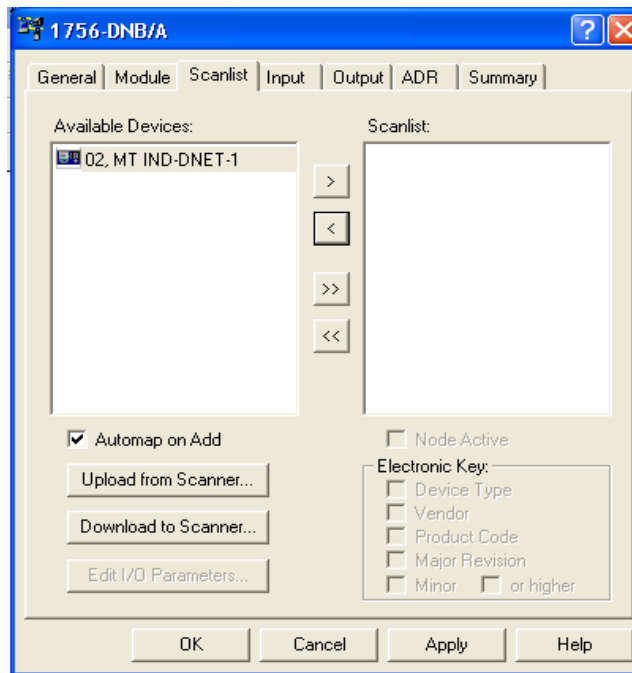 1756-DNB/A
General Module Scanlist Input Output ADR Summary
Available Devices:
Scanlist:
02, MT IND-DNET-1
>
<
>>
<<
Automap on Add
Node Active
Upload from Scanner...
Electronic Key:
Device Type
Vendor
Download to Scanner...
Product Code
Major Revision
Edit I/O Parameters...
Minor or higher
OK Cancel Apply Help